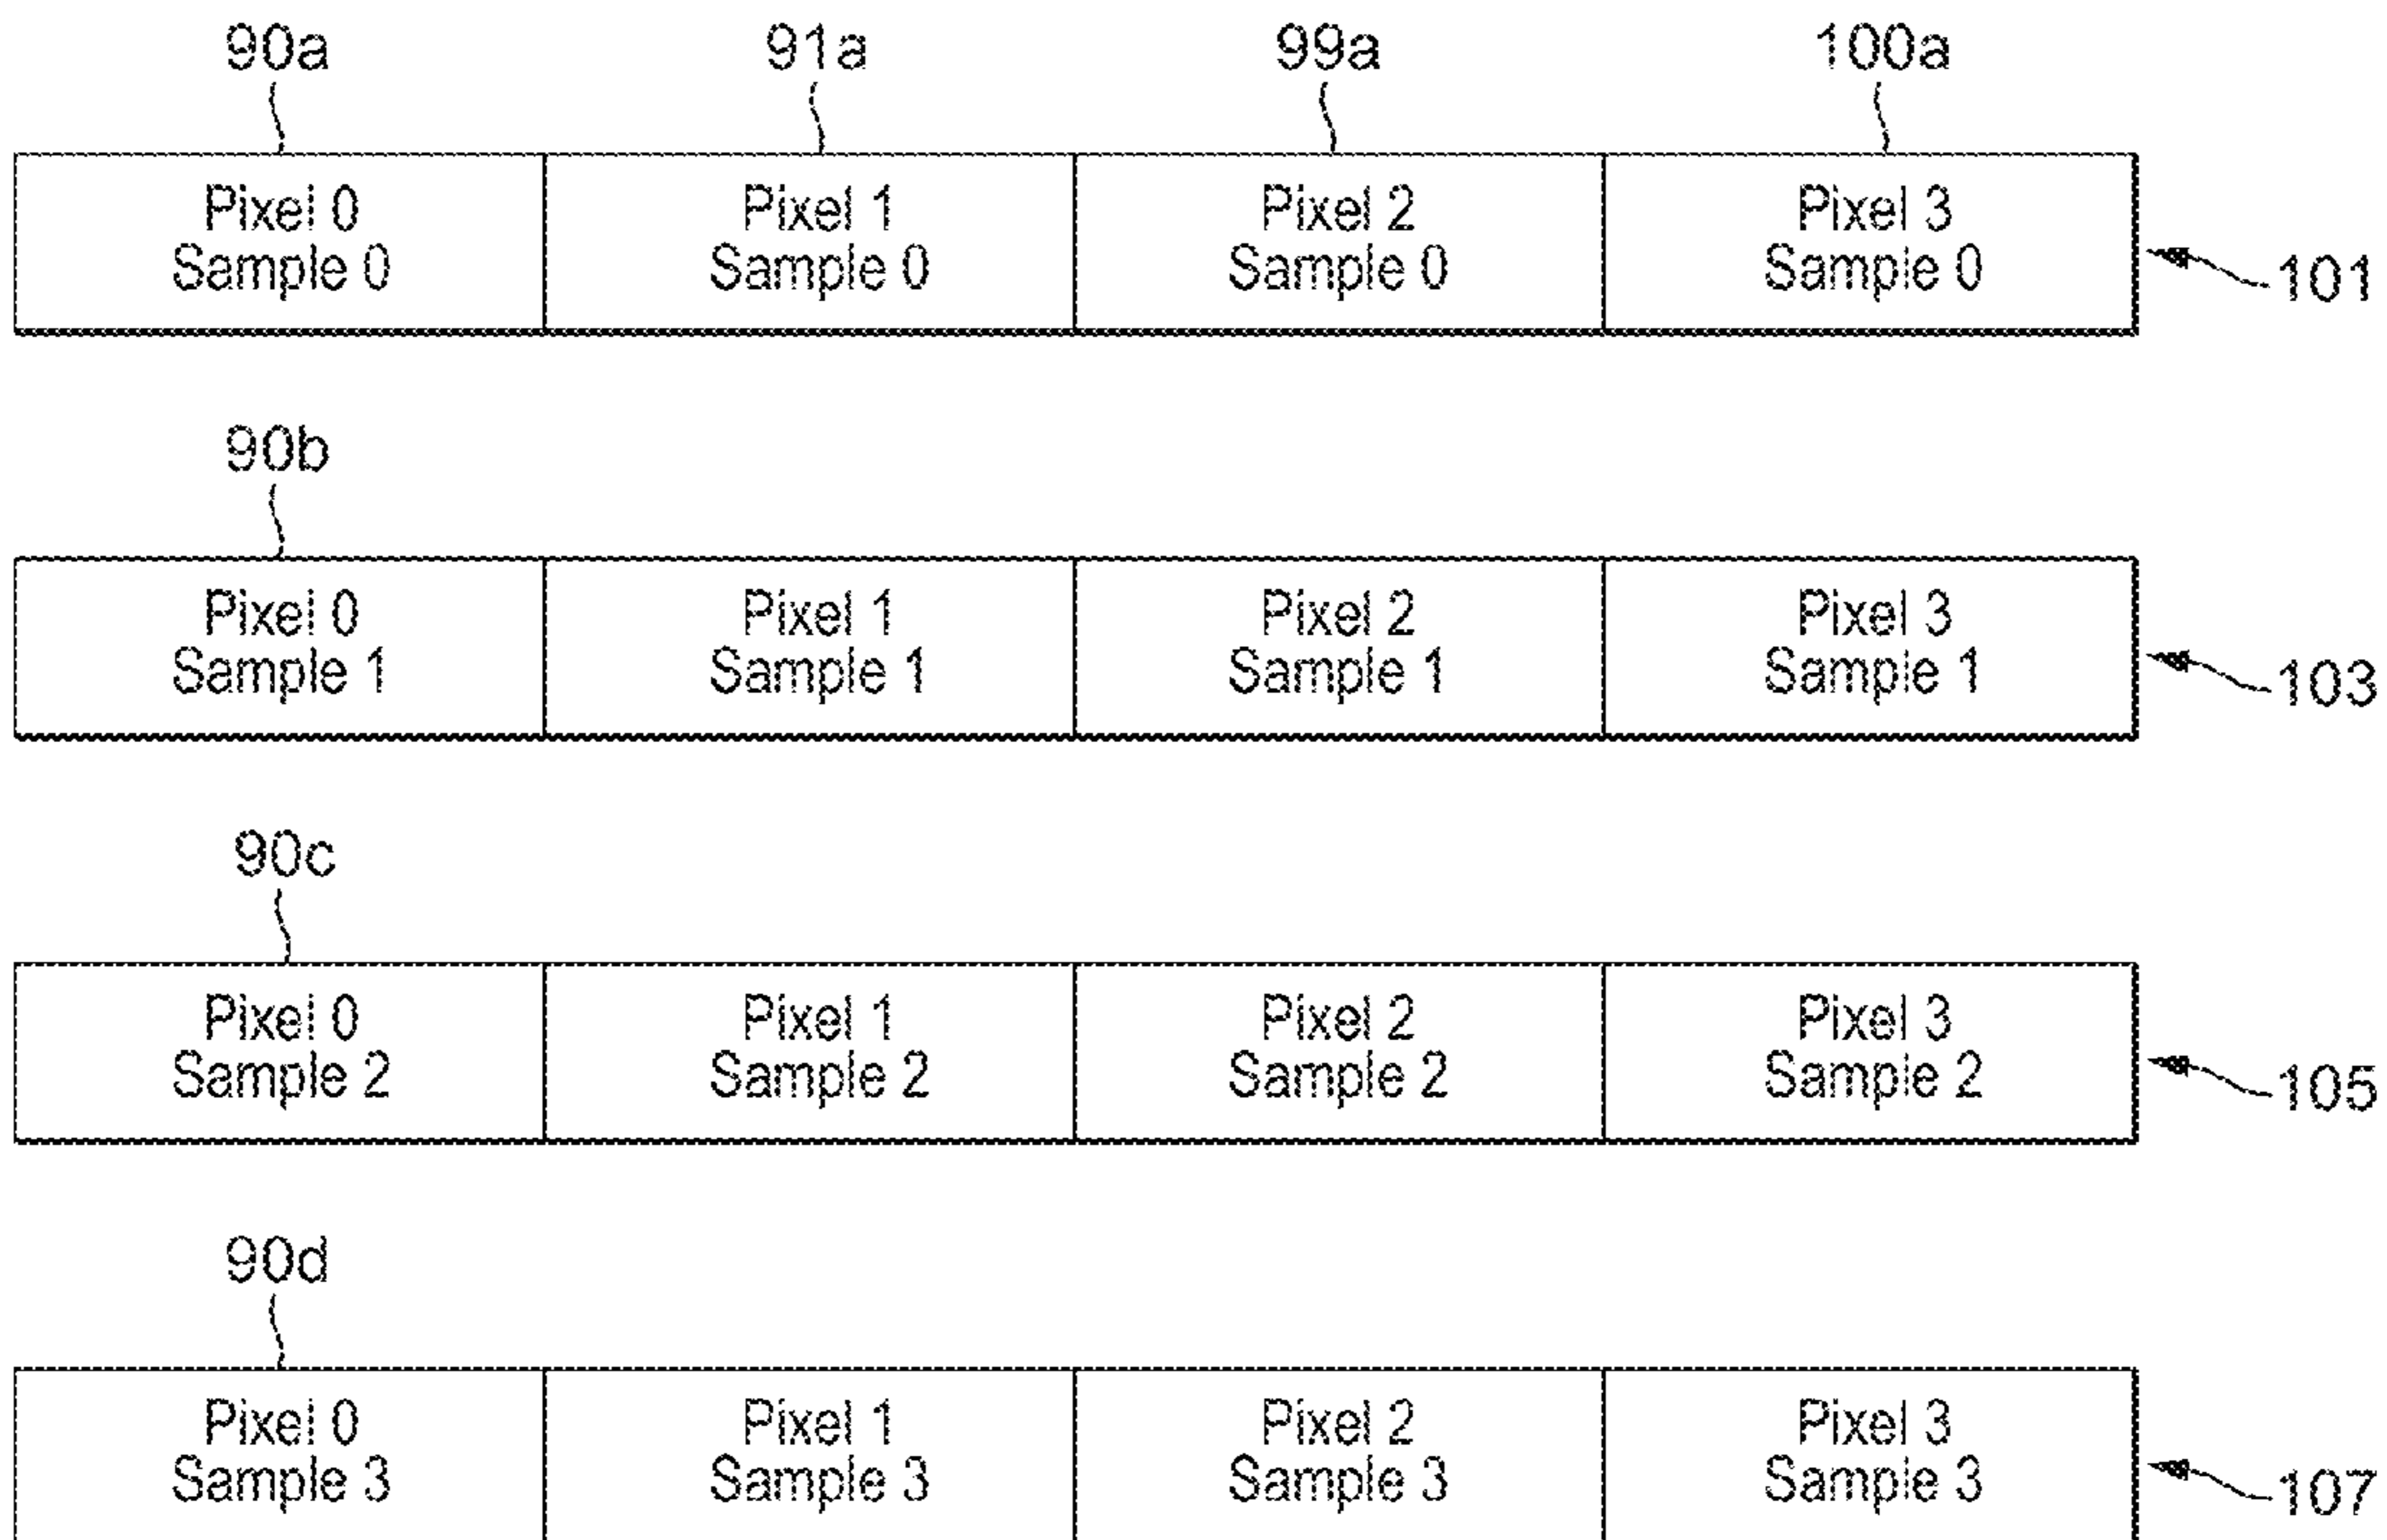 90a 91a 99a 100a
Pixel 0 Pixel 1 Pixel 2 Pixel 3
Sample 0 Sample 0 Sample 0 Sample 0
101
90b
Pixel 0 Pixel 1 Pixel 2 Pixel 3
Sample 1 Sample 1 Sample 1 Sample 1
103
90c
Pixel 0 Pixel 1 Pixel 2 Pixel 3
Sample 2 Sample 2 Sample 2 Sample 2
105
90d
Pixel 0 Pixel 1 Pixel 2 Pixel 3
Sample 3 Sample 3 Sample 3 Sample 3
107